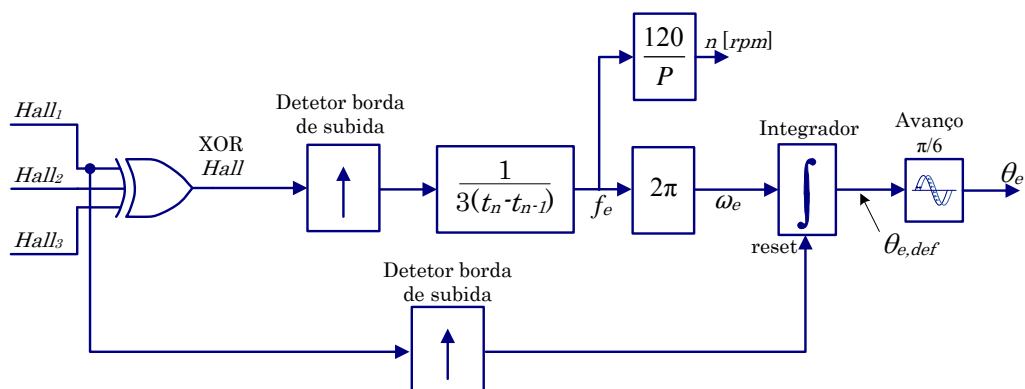 Hall₁
Hall₂
Hall₃
XOR
Hall
Detetor borda
de subida
↑
1
3(tₙ-tₙ₋₁)
fₑ
120
P
n [rpm]
2π
ωₑ
Integrador
∫
reset
θₑ,def
Avanço
π/6
θₑ
Detetor borda
de subida
↑